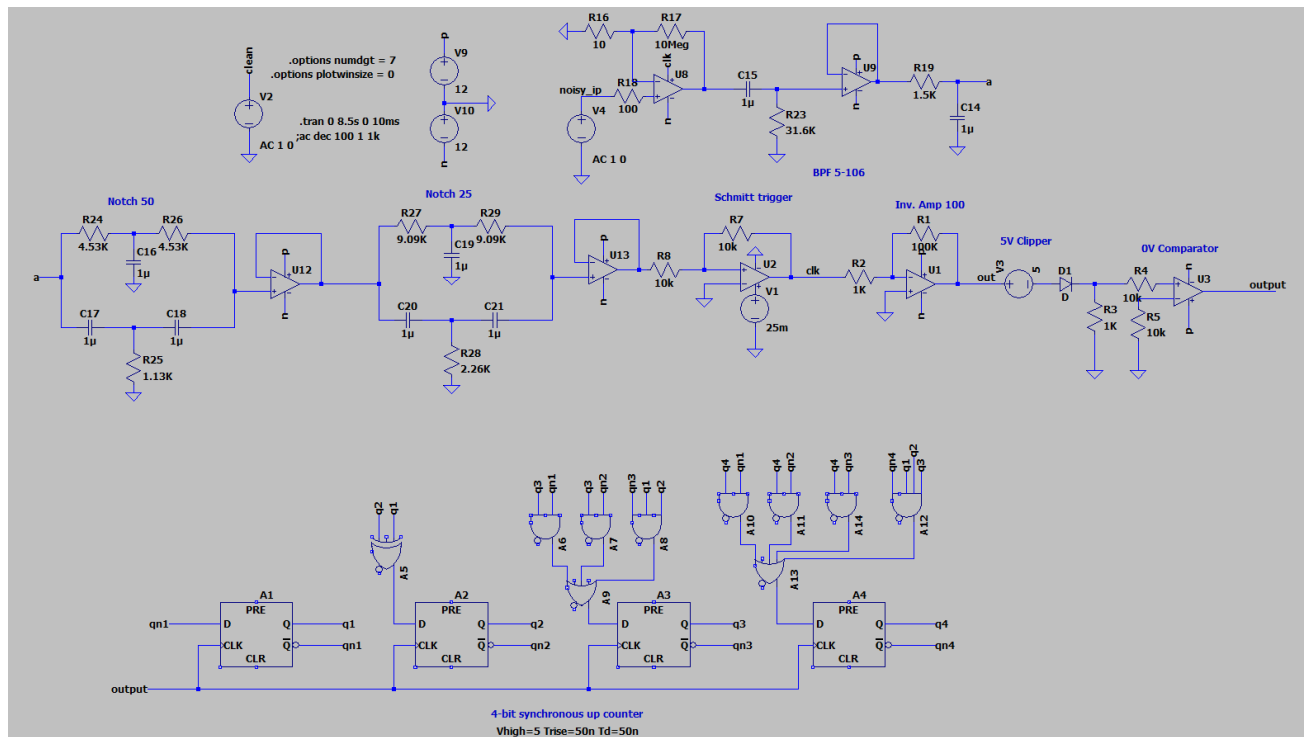 clean
V2
AC 1 0
.options numdgt = 7
.options plotwinsize = 0
.tran 0 8.5s 0 10ms
;ac dec 100 1 1k
p
V9
12
V10
12
n
R16
10
R17
10Meg
clk
U8
n
noisy_ip
R18
100
V4
AC 1 0
C15
1µ
R23
31.6K
p
U9
n
R19
1.5K
a
C14
1µ
BPF 5-106
Notch 50
R24
4.53K
R26
4.53K
C16
1µ
a
C17
1µ
C18
1µ
R25
1.13K
p
U12
n
Notch 25
R27
9.09K
R29
9.09K
C19
1µ
C20
1µ
C21
1µ
R28
2.26K
p
U13
n
R8
10k
Schmitt trigger
R7
10k
U2
V1
25m
clk
R2
1K
Inv. Amp 100
R1
100K
p
U1
n
out
5V Clipper
V3
5
D1
D
R3
1K
0V Comparator
R4
10k
R5
10k
n
U3
p
output
q2
q1
A5
q3
qn1
A6
q3
qn2
A7
qn3
q1
q2
A8
A9
q4
qn1
A10
q4
qn2
A11
q4
qn3
A14
qn4
q1
q2
q3
A12
A13
A1
PRE
qn1
D
Q
q1
CLK
Q
qn1
CLR
A2
PRE
D
Q
q2
CLK
Q
qn2
CLR
A3
PRE
D
Q
q3
CLK
Q
qn3
CLR
A4
PRE
D
Q
q4
CLK
Q
qn4
CLR
output
4-bit synchronous up counter
Vhigh=5 Trise=50n Td=50n